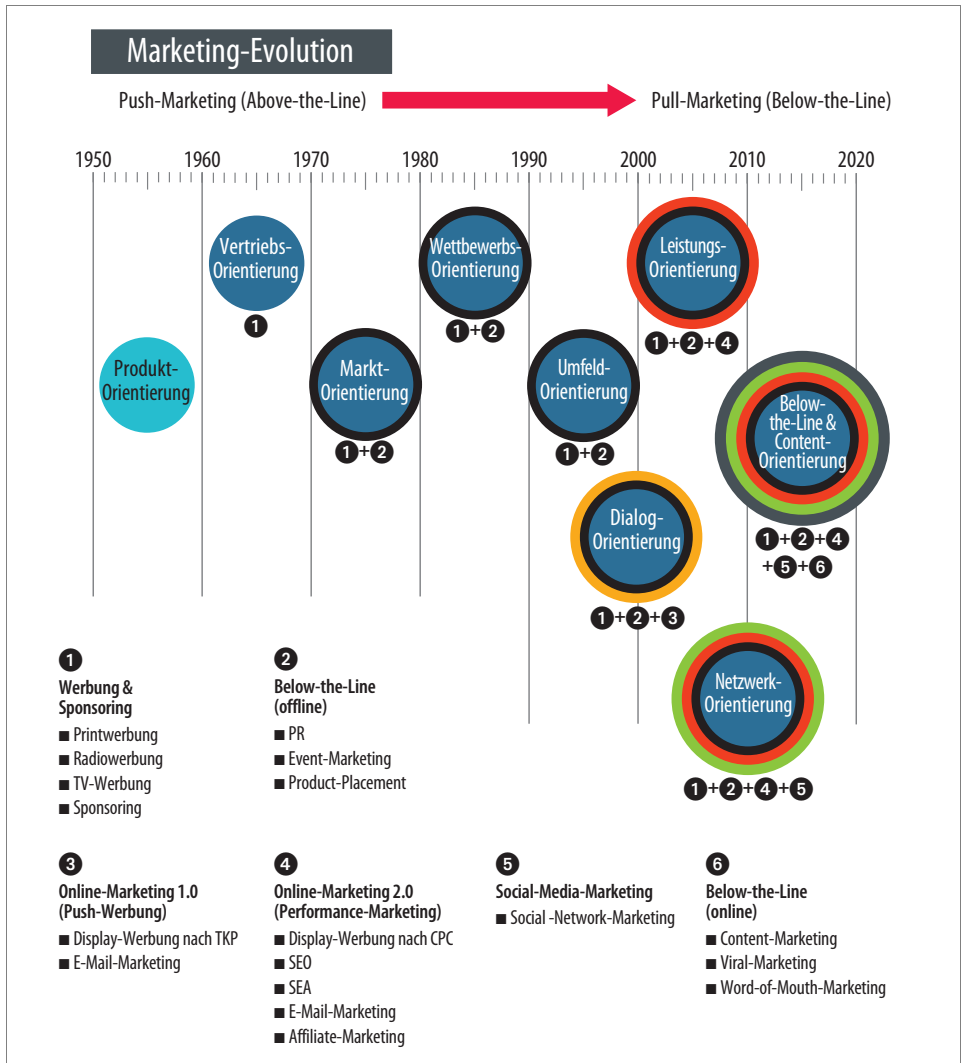 Marketing-Evolution
Push-Marketing (Above-the-Line)
Pull-Marketing (Below-the-Line)
1950 1960 1970 1980 1990 2000 2010 2020
Produkt-
Orientierung
Vertriebs-
Orientierung
1
Markt-
Orientierung
1+2
Wettbewerbs-
Orientierung
1+2
Umfeld-
Orientierung
1+2
Dialog-
Orientierung
1+2+3
Leistungs-
Orientierung
1+2+4
Netzwerk-
Orientierung
1+2+4+5
Below-
the-Line &
Content-
Orientierung
1+2+4
+5+6
1
Werbung &
Sponsoring
■ Printwerbung
■ Radiowerbung
■ TV-Werbung
■ Sponsoring
2
Below-the-Line
(offline)
■ PR
■ Event-Marketing
■ Product-Placement
3
Online-Marketing 1.0
(Push-Werbung)
■ Display-Werbung nach TKP
■ E-Mail-Marketing
4
Online-Marketing 2.0
(Performance-Marketing)
■ Display-Werbung nach CPC
■ SEO
■ SEA
■ E-Mail-Marketing
■ Affiliate-Marketing
5
Social-Media-Marketing
■ Social -Network-Marketing
6
Below-the-Line
(online)
■ Content-Marketing
■ Viral-Marketing
■ Word-of-Mouth-Marketing